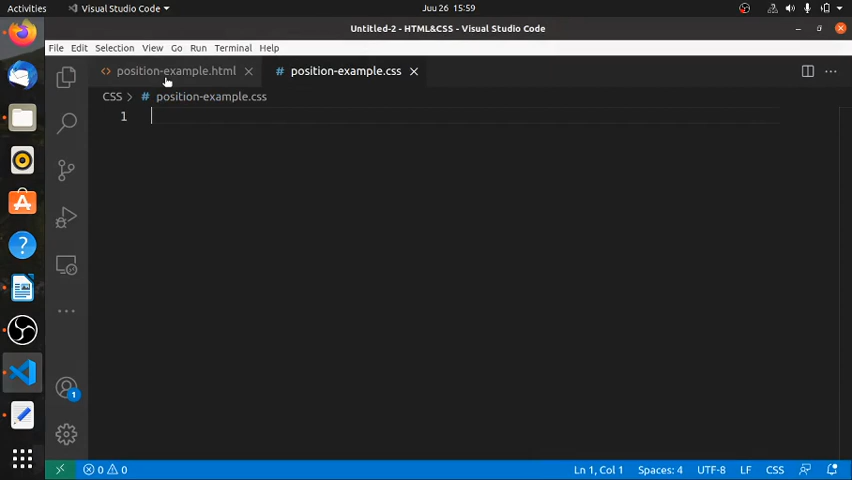 Activities Visual Studio Code Juu 26 15:59
Untitled-2 - HTML&CSS - Visual Studio Code
File Edit Selection View Go Run Terminal Help
position-example.html # position-example.css
CSS > # position-example.css
1
1
0 0 Ln 1, Col 1 Spaces: 4 UTF-8 LF CSS